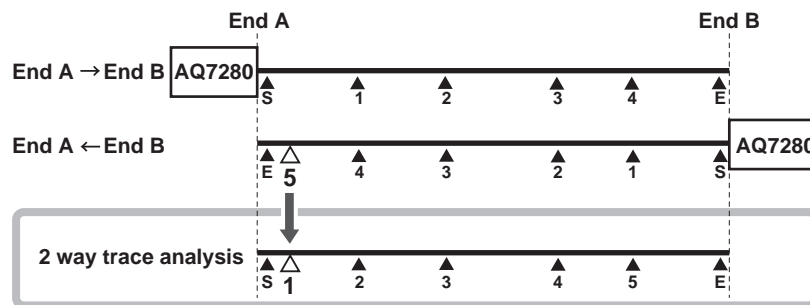 End A End B
End A → End B AQ7280
S 1 2 3 4 E
End A ← End B AQ7280
E 5 4 3 2 1 S
2 way trace analysis
S 1 2 3 4 5 E